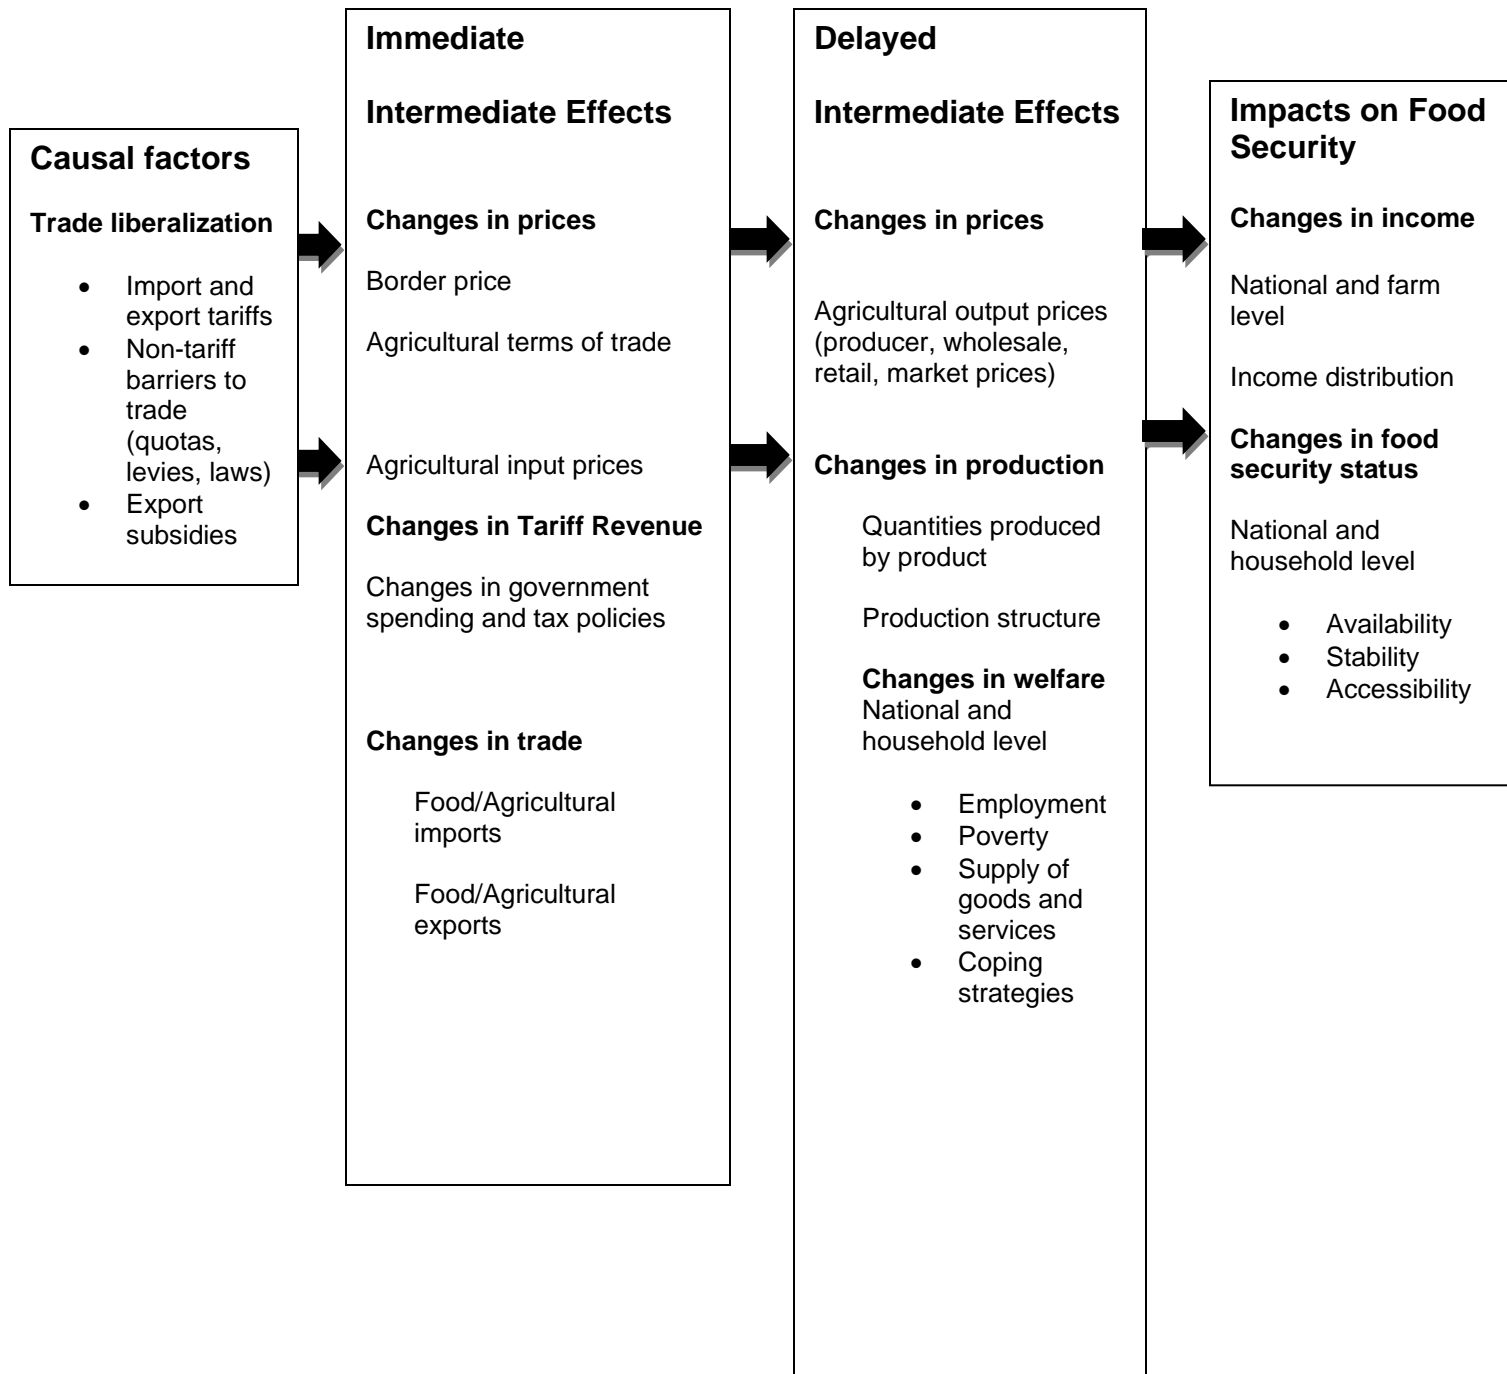 Causal factors
Trade liberalization
• Import and
export tariffs
• Non-tariff
barriers to
trade
(quotas,
levies, laws)
• Export
subsidies
Immediate
Intermediate Effects
Changes in prices
Border price
Agricultural terms of trade
Agricultural input prices
Changes in Tariff Revenue
Changes in government
spending and tax policies
Changes in trade
Food/Agricultural
imports
Food/Agricultural
exports
Delayed
Intermediate Effects
Changes in prices
Agricultural output prices
(producer, wholesale,
retail, market prices)
Changes in production
Quantities produced
by product
Production structure
Changes in welfare
National and
household level
• Employment
• Poverty
• Supply of
goods and
services
• Coping
strategies
Impacts on Food
Security
Changes in income
National and farm
level
Income distribution
Changes in food
security status
National and
household level
• Availability
• Stability
• Accessibility